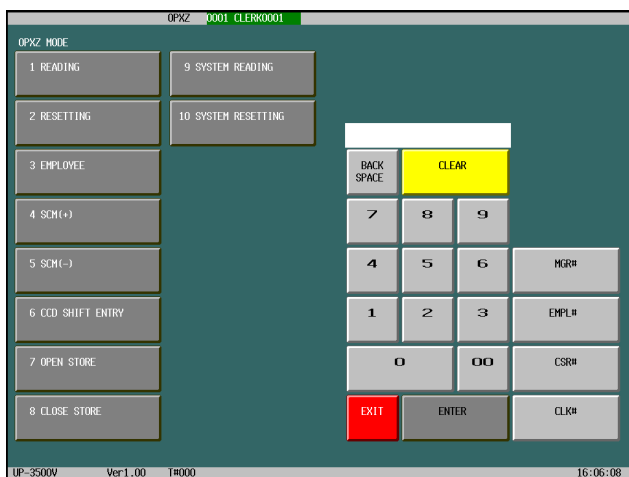 OPXZ 0001 CLERK0001
OPXZ MODE
1 READING
9 SYSTEM READING
2 RESETTING
10 SYSTEM RESETTING
3 EMPLOYEE
4 SCM(+)
5 SCM(-)
6 CCD SHIFT ENTRY
7 OPEN STORE
8 CLOSE STORE
BACK
SPACE
CLEAR
7 8 9
4 5 6 MGR#
1 2 3 EMPL#
0 00 CSR#
EXIT ENTER CLK#
UP-3500V Ver1.00 T#000 16:06:08